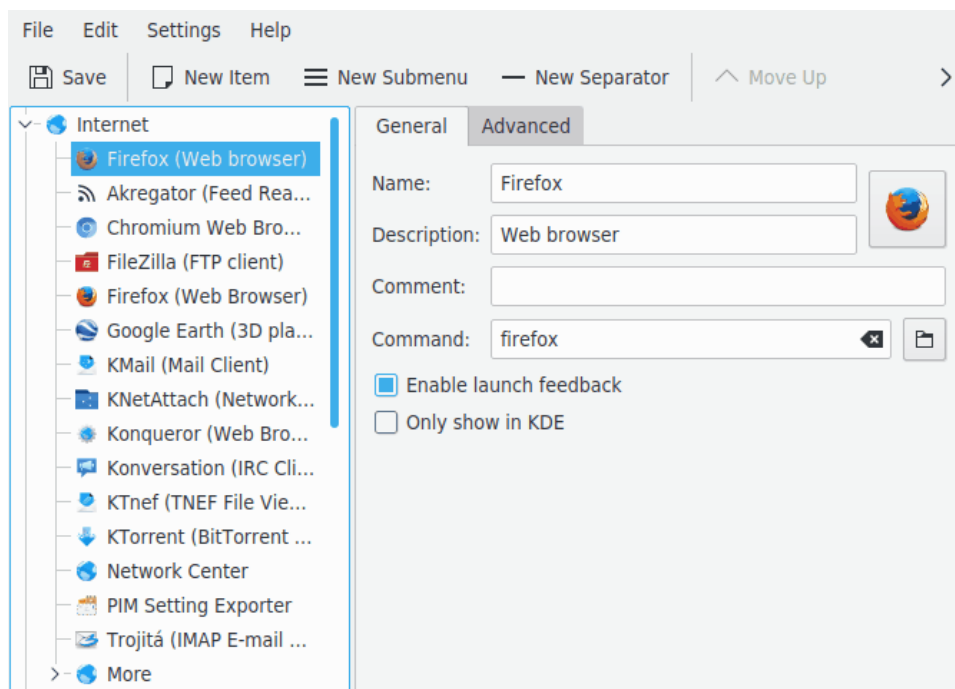 File Edit Settings Help
Save New Item New Submenu New Separator Move Up
Internet
Firefox (Web browser)
Akregator (Feed Rea...
Chromium Web Bro...
FileZilla (FTP client)
Firefox (Web Browser)
Google Earth (3D pla...
KMail (Mail Client)
KNetAttach (Network...
Konqueror (Web Bro...
Konversation (IRC Cli...
KTnef (TNEF File Vie...
KTorrent (BitTorrent ...
Network Center
PIM Setting Exporter
Trojitá (IMAP E-mail ...
More
General Advanced
Name: Firefox
Description: Web browser
Comment:
Command: firefox
Enable launch feedback
Only show in KDE